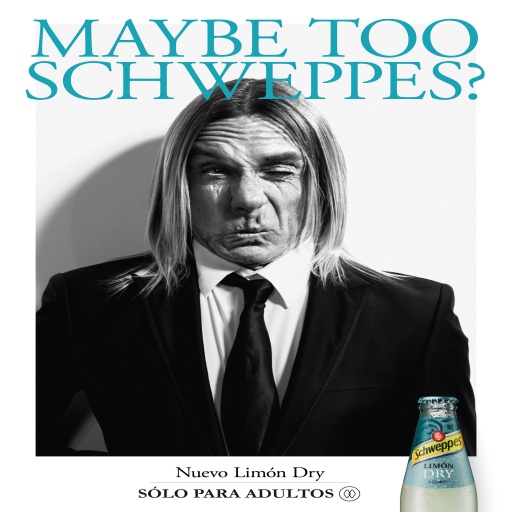 MAYBE TOO
SCHWEPPES?
Schweppes
LIMÓN
DRY
Nuevo Limón Dry
SÓLO PARA ADULTOS